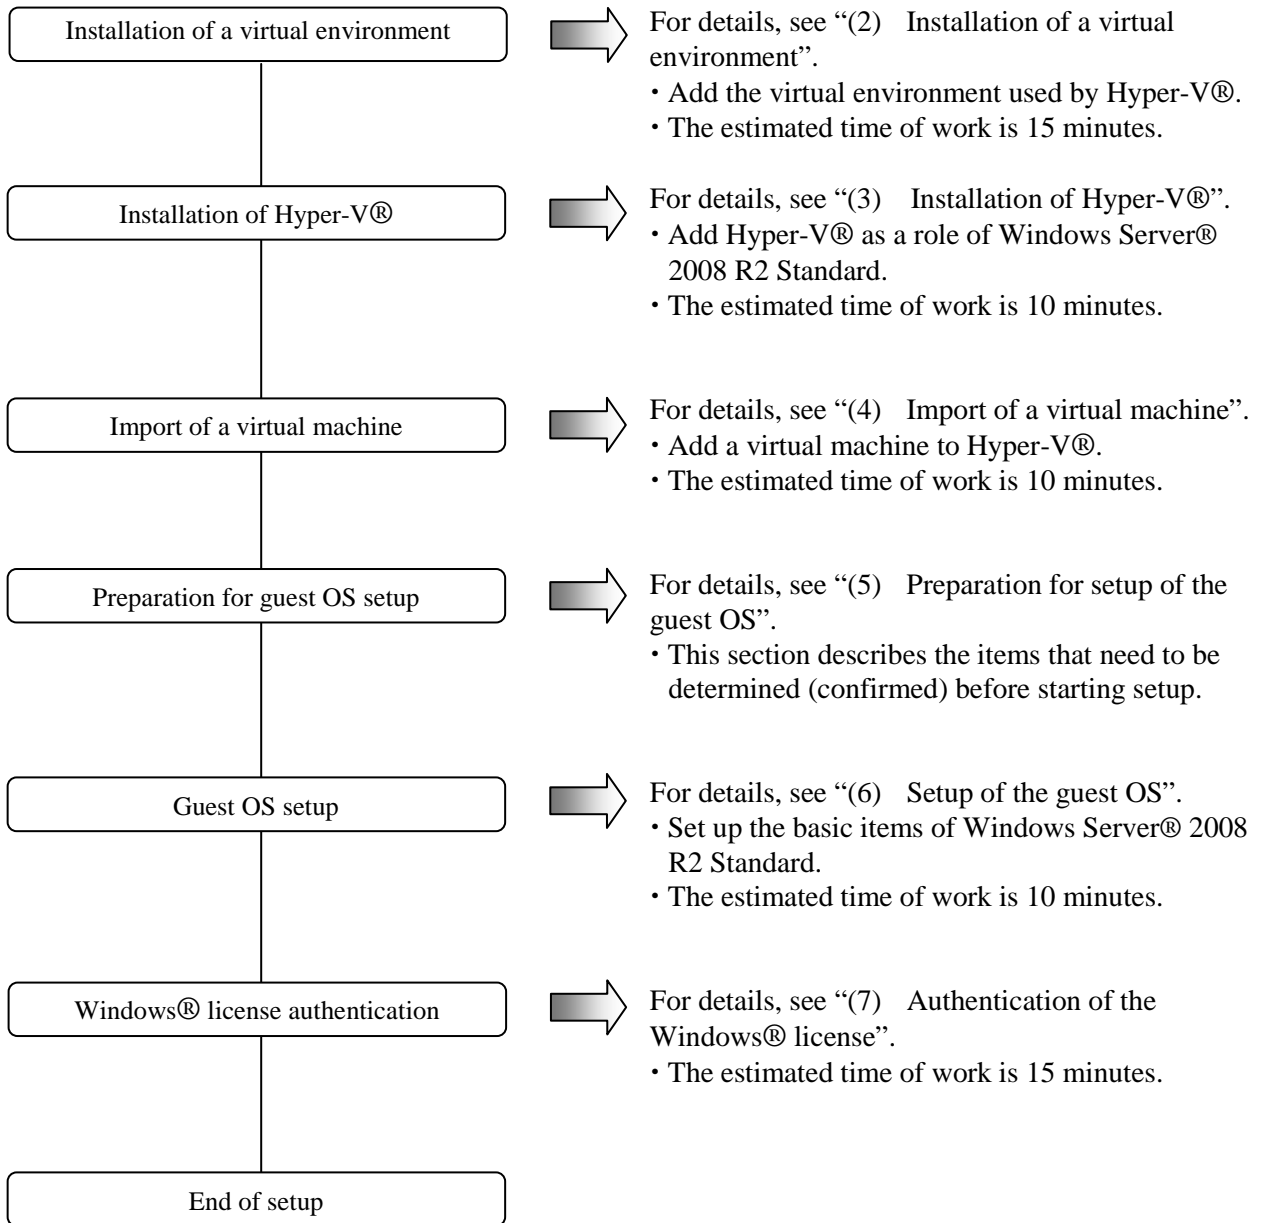 Installation of a virtual environment
For details, see “(2) Installation of a virtual
environment”.
・Add the virtual environment used by Hyper-V®.
・The estimated time of work is 15 minutes.
Installation of Hyper-V®
For details, see “(3) Installation of Hyper-V®”.
・Add Hyper-V® as a role of Windows Server®
2008 R2 Standard.
・The estimated time of work is 10 minutes.
Import of a virtual machine
For details, see “(4) Import of a virtual machine”.
・Add a virtual machine to Hyper-V®.
・The estimated time of work is 10 minutes.
Preparation for guest OS setup
For details, see “(5) Preparation for setup of the
guest OS”.
・This section describes the items that need to be
determined (confirmed) before starting setup.
Guest OS setup
For details, see “(6) Setup of the guest OS”.
・Set up the basic items of Windows Server® 2008
R2 Standard.
・The estimated time of work is 10 minutes.
Windows® license authentication
For details, see “(7) Authentication of the
Windows® license”.
・The estimated time of work is 15 minutes.
End of setup